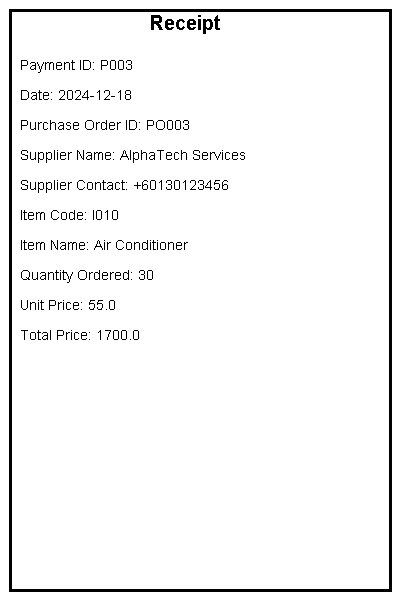 Receipt
Payment ID: P003
Date: 2024-12-18
Purchase Order ID: PO003
Supplier Name: AlphaTech Services
Supplier Contact: +60130123456
Item Code: I010
Item Name: Air Conditioner
Quantity Ordered: 30
Unit Price: 55.0
Total Price: 1700.0